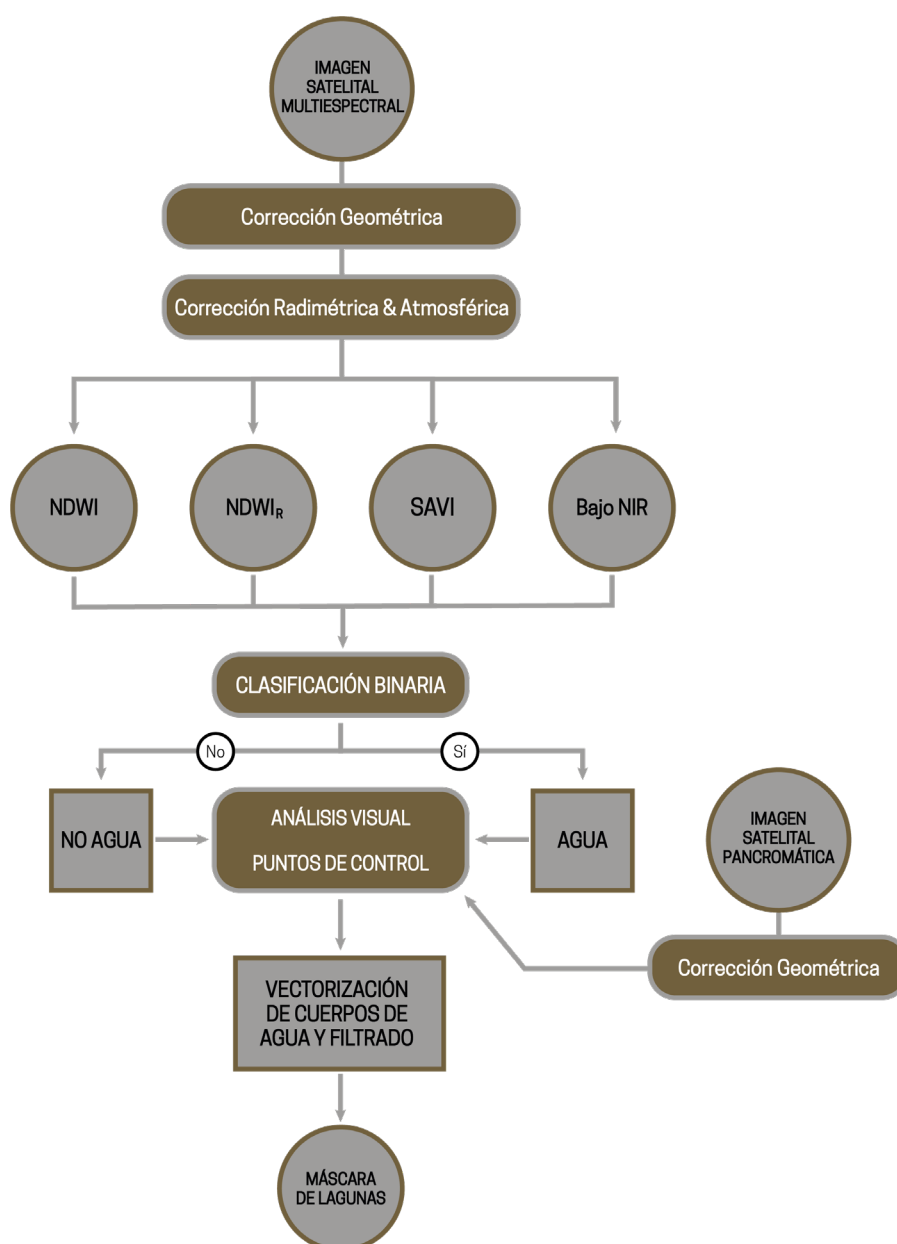 IMAGEN
SATELITAL
MULTIESPECTRAL
Corrección Geométrica
Corrección Radimétrica & Atmosférica
NDWI
NDWIR
SAVI
Bajo NIR
CLASIFICACIÓN BINARIA
No
Sí
NO AGUA
ANÁLISIS VISUAL
PUNTOS DE CONTROL
AGUA
IMAGEN
SATELITAL
PANCROMÁTICA
Corrección Geométrica
VECTORIZACIÓN
DE CUERPOS DE
AGUA Y FILTRADO
MÁSCARA
DE LAGUNAS